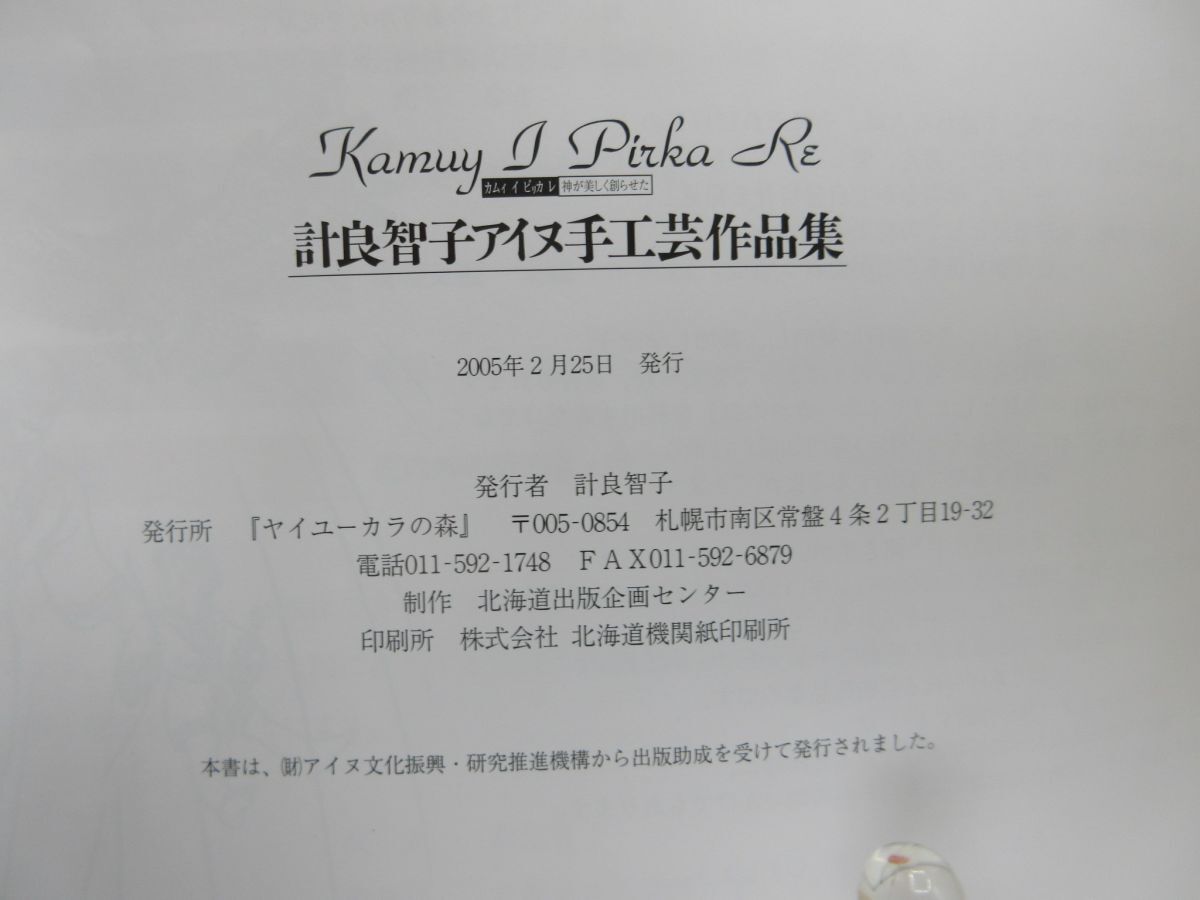 Kamuy I Pirka Re
カムィ イ ピㇼカ レ 神が美しく創らせた
計良智子アイヌ手工芸作品集
2005年2月25日 発行
発行者 計良智子
発行所 『ヤイユーカラの森』 〒005-0854 札幌市南区常盤4条2丁目19-32
電話011-592-1748 ＦＡＸ011-592-6879
制作 北海道出版企画センター
印刷所 株式会社 北海道機関紙印刷所
本書は、㈶アイヌ文化振興・研究推進機構から出版助成を受けて発行されました。